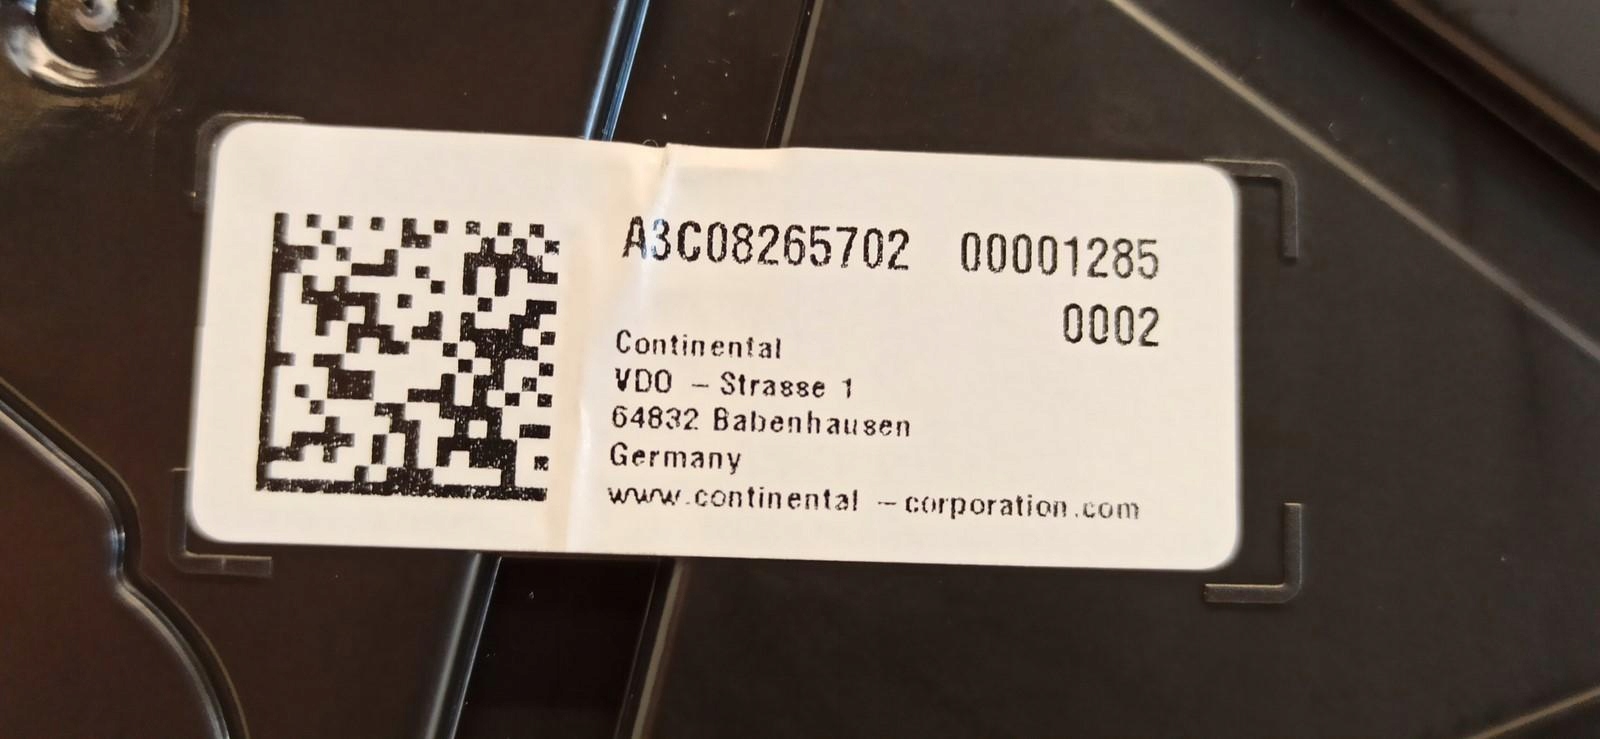 A3C08265702 00001285
0002
Continental
VDO - Strasse 1
64832 Babenhausen
Germany
www.continental -corporation.com